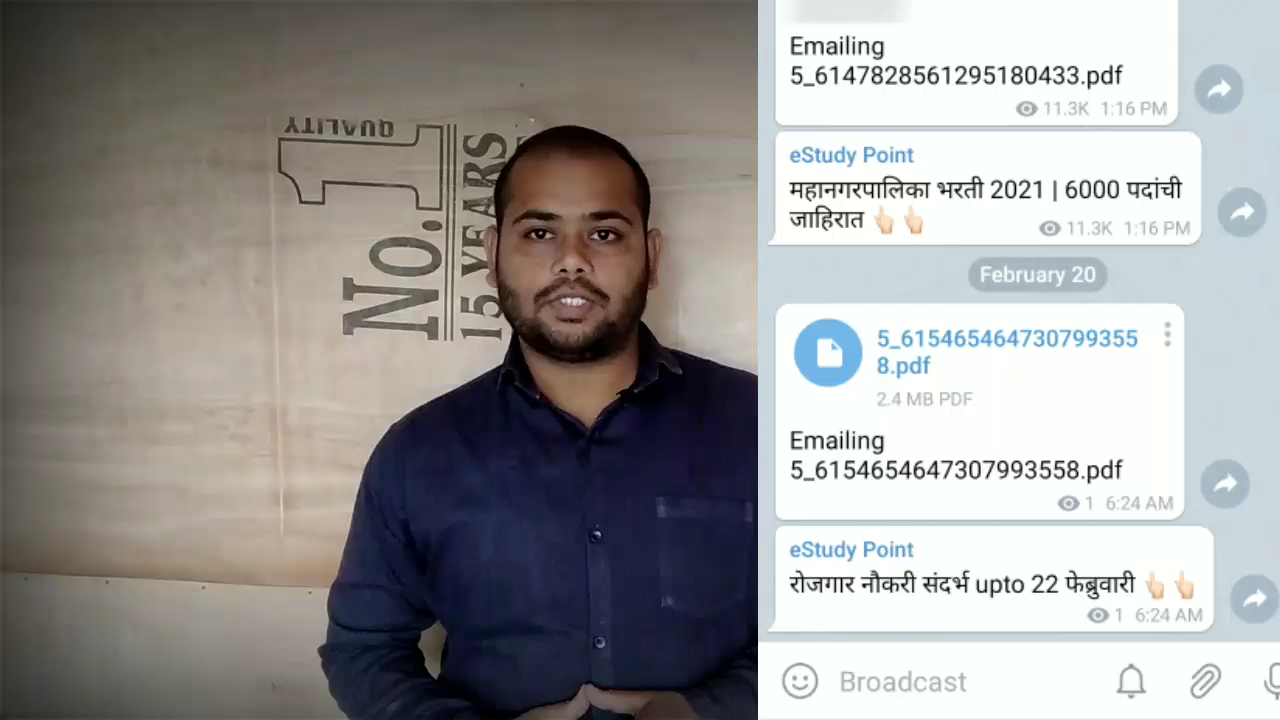 QUALITY
No.1
15 YEARS
Emailing
5_6147828561295180433.pdf
11.3K 1:16 PM
eStudy Point
महानगरपालिका भरती 2021 | 6000 पदांची
जाहिरात 👆🏻👆🏻
11.3K 1:16 PM
February 20
5_615465464730799355
8.pdf
2.4 MB PDF
Emailing
5_6154654647307993558.pdf
1 6:24 AM
eStudy Point
रोजगार नौकरी संदर्भ upto 22 फेब्रुवारी 👆🏻👆🏻
1 6:24 AM
Broadcast